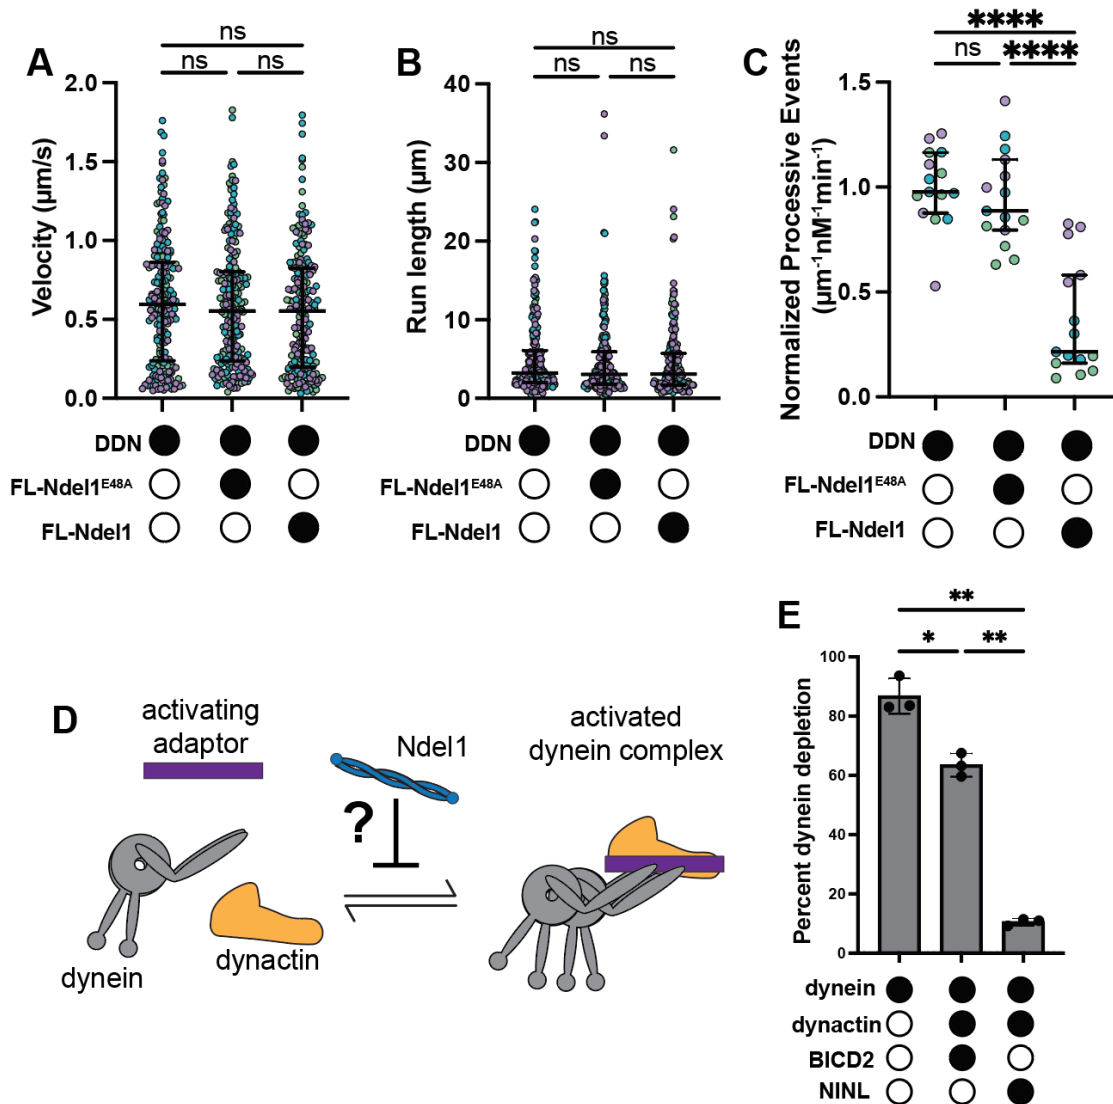 A
ns
ns
ns
Velocity (µm/s)
2.0
1.5
1.0
0.5
0.0
DDN
FL-Ndel1E48A
FL-Ndel1
B
ns
ns
ns
Run length (µm)
40
30
20
10
0
DDN
FL-Ndel1E48A
FL-Ndel1
C
****
ns
****
Normalized Processive Events
(µm-1nM-1min-1)
1.5
1.0
0.5
0.0
DDN
FL-Ndel1E48A
FL-Ndel1
D
activating
adaptor
Ndel1
?
activated
dynein complex
dynein
dynactin
E
**
*
**
Percent dynein depletion
100
80
60
40
20
0
dynein
dynactin
BICD2
NINL